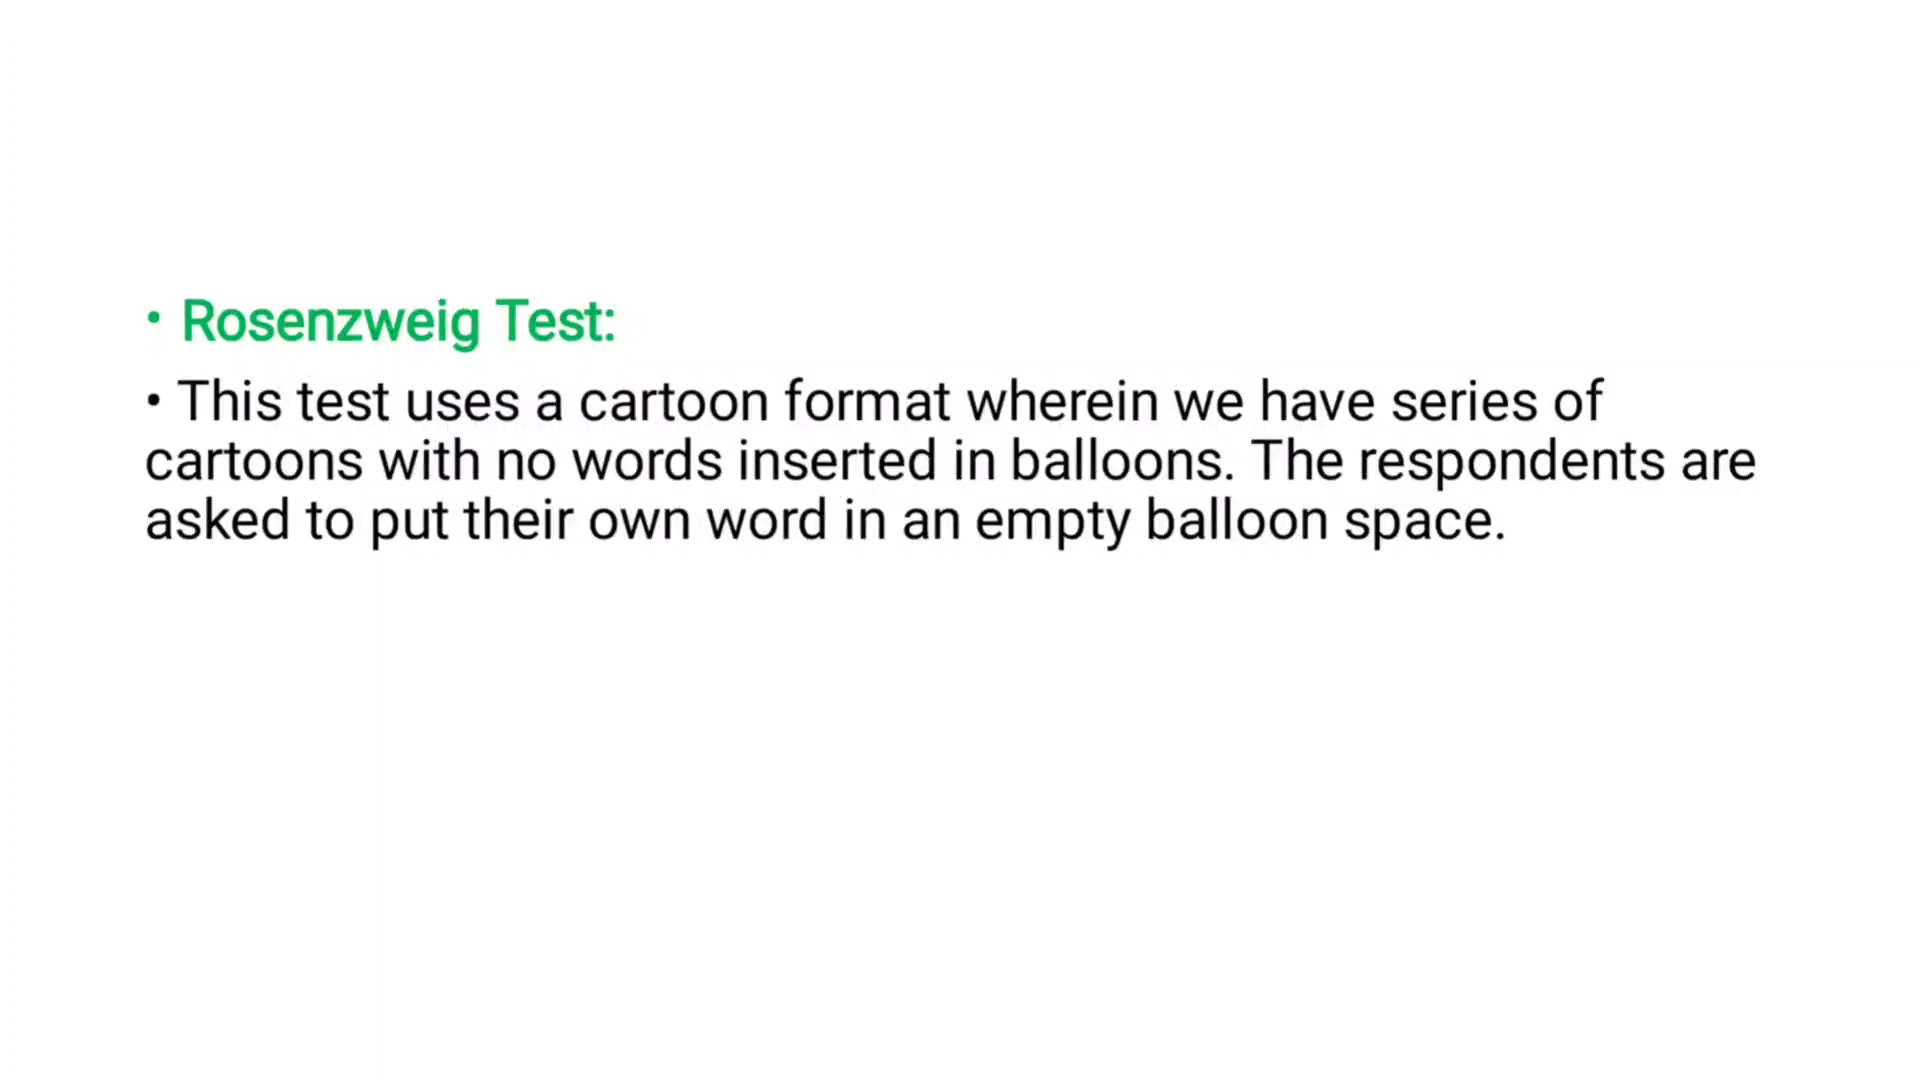 • Rosenzweig Test:
• This test uses a cartoon format wherein we have series of
cartoons with no words inserted in balloons. The respondents are
asked to put their own word in an empty balloon space.